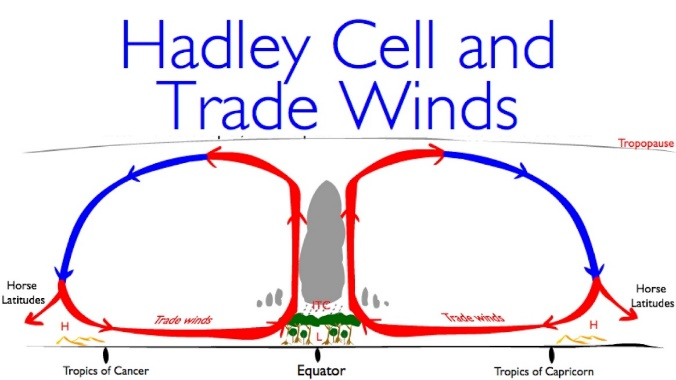 Hadley Cell and
Trade Winds
Tropopause
Horse
Latitudes
Horse
Latitudes
ITC
H
Trade winds
Trade winds
H
L
Tropics of Cancer
Equator
Tropics of Capricorn